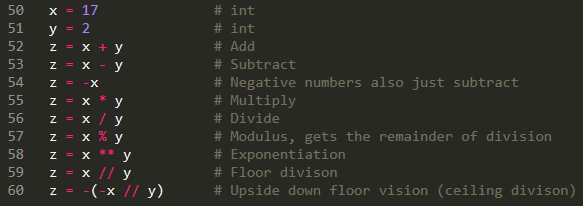 50 x = 17 # int
51 y = 2 # int
52 z = x + y # Add
53 z = x - y # Subtract
54 z = -x # Negative numbers also just subtract
55 z = x * y # Multiply
56 z = x / y # Divide
57 z = x % y # Modulus, gets the remainder of division
58 z = x ** y # Exponentiation
59 z = x // y # Floor divison
60 z = -(-x // y) # Upside down floor vision (ceiling divison)